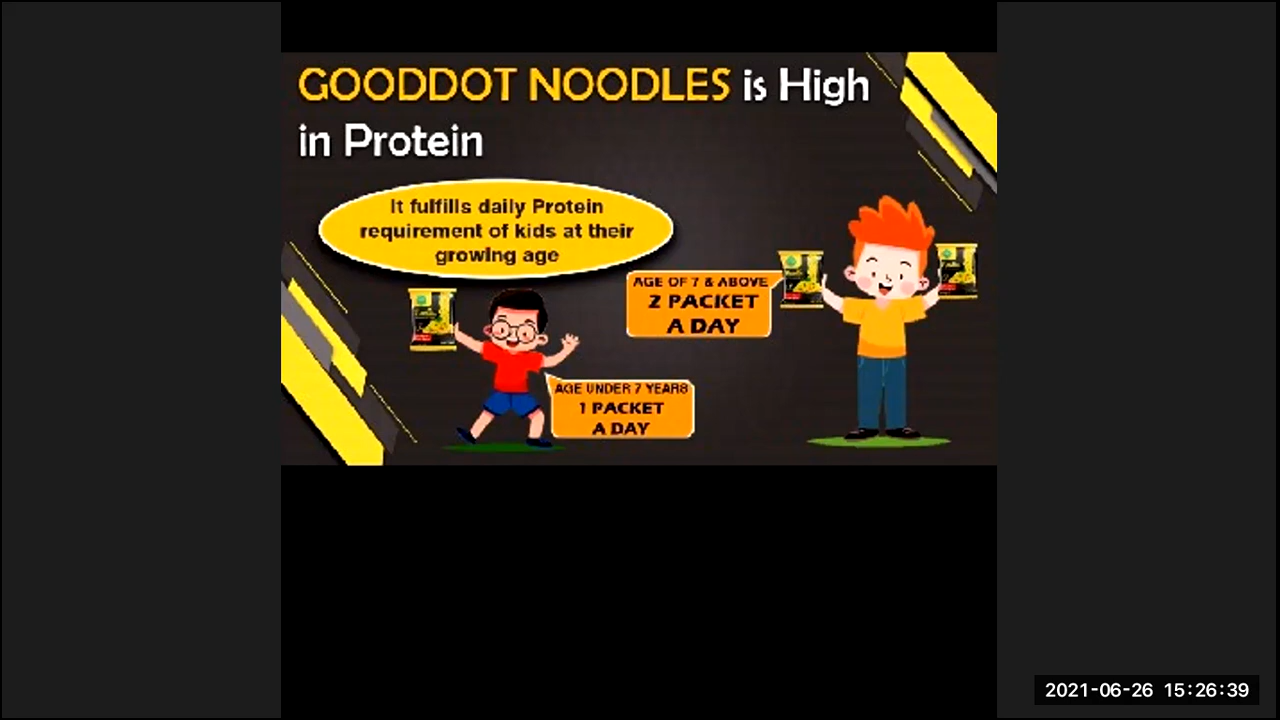 GOODDOT NOODLES is High
in Protein
It fulfills daily Protein
requirement of kids at their
growing age
AGE OF 7 & ABOVE
2 PACKET
A DAY
AGE UNDER 7 YEARS
1 PACKET
A DAY
2021-06-26 15:26:39